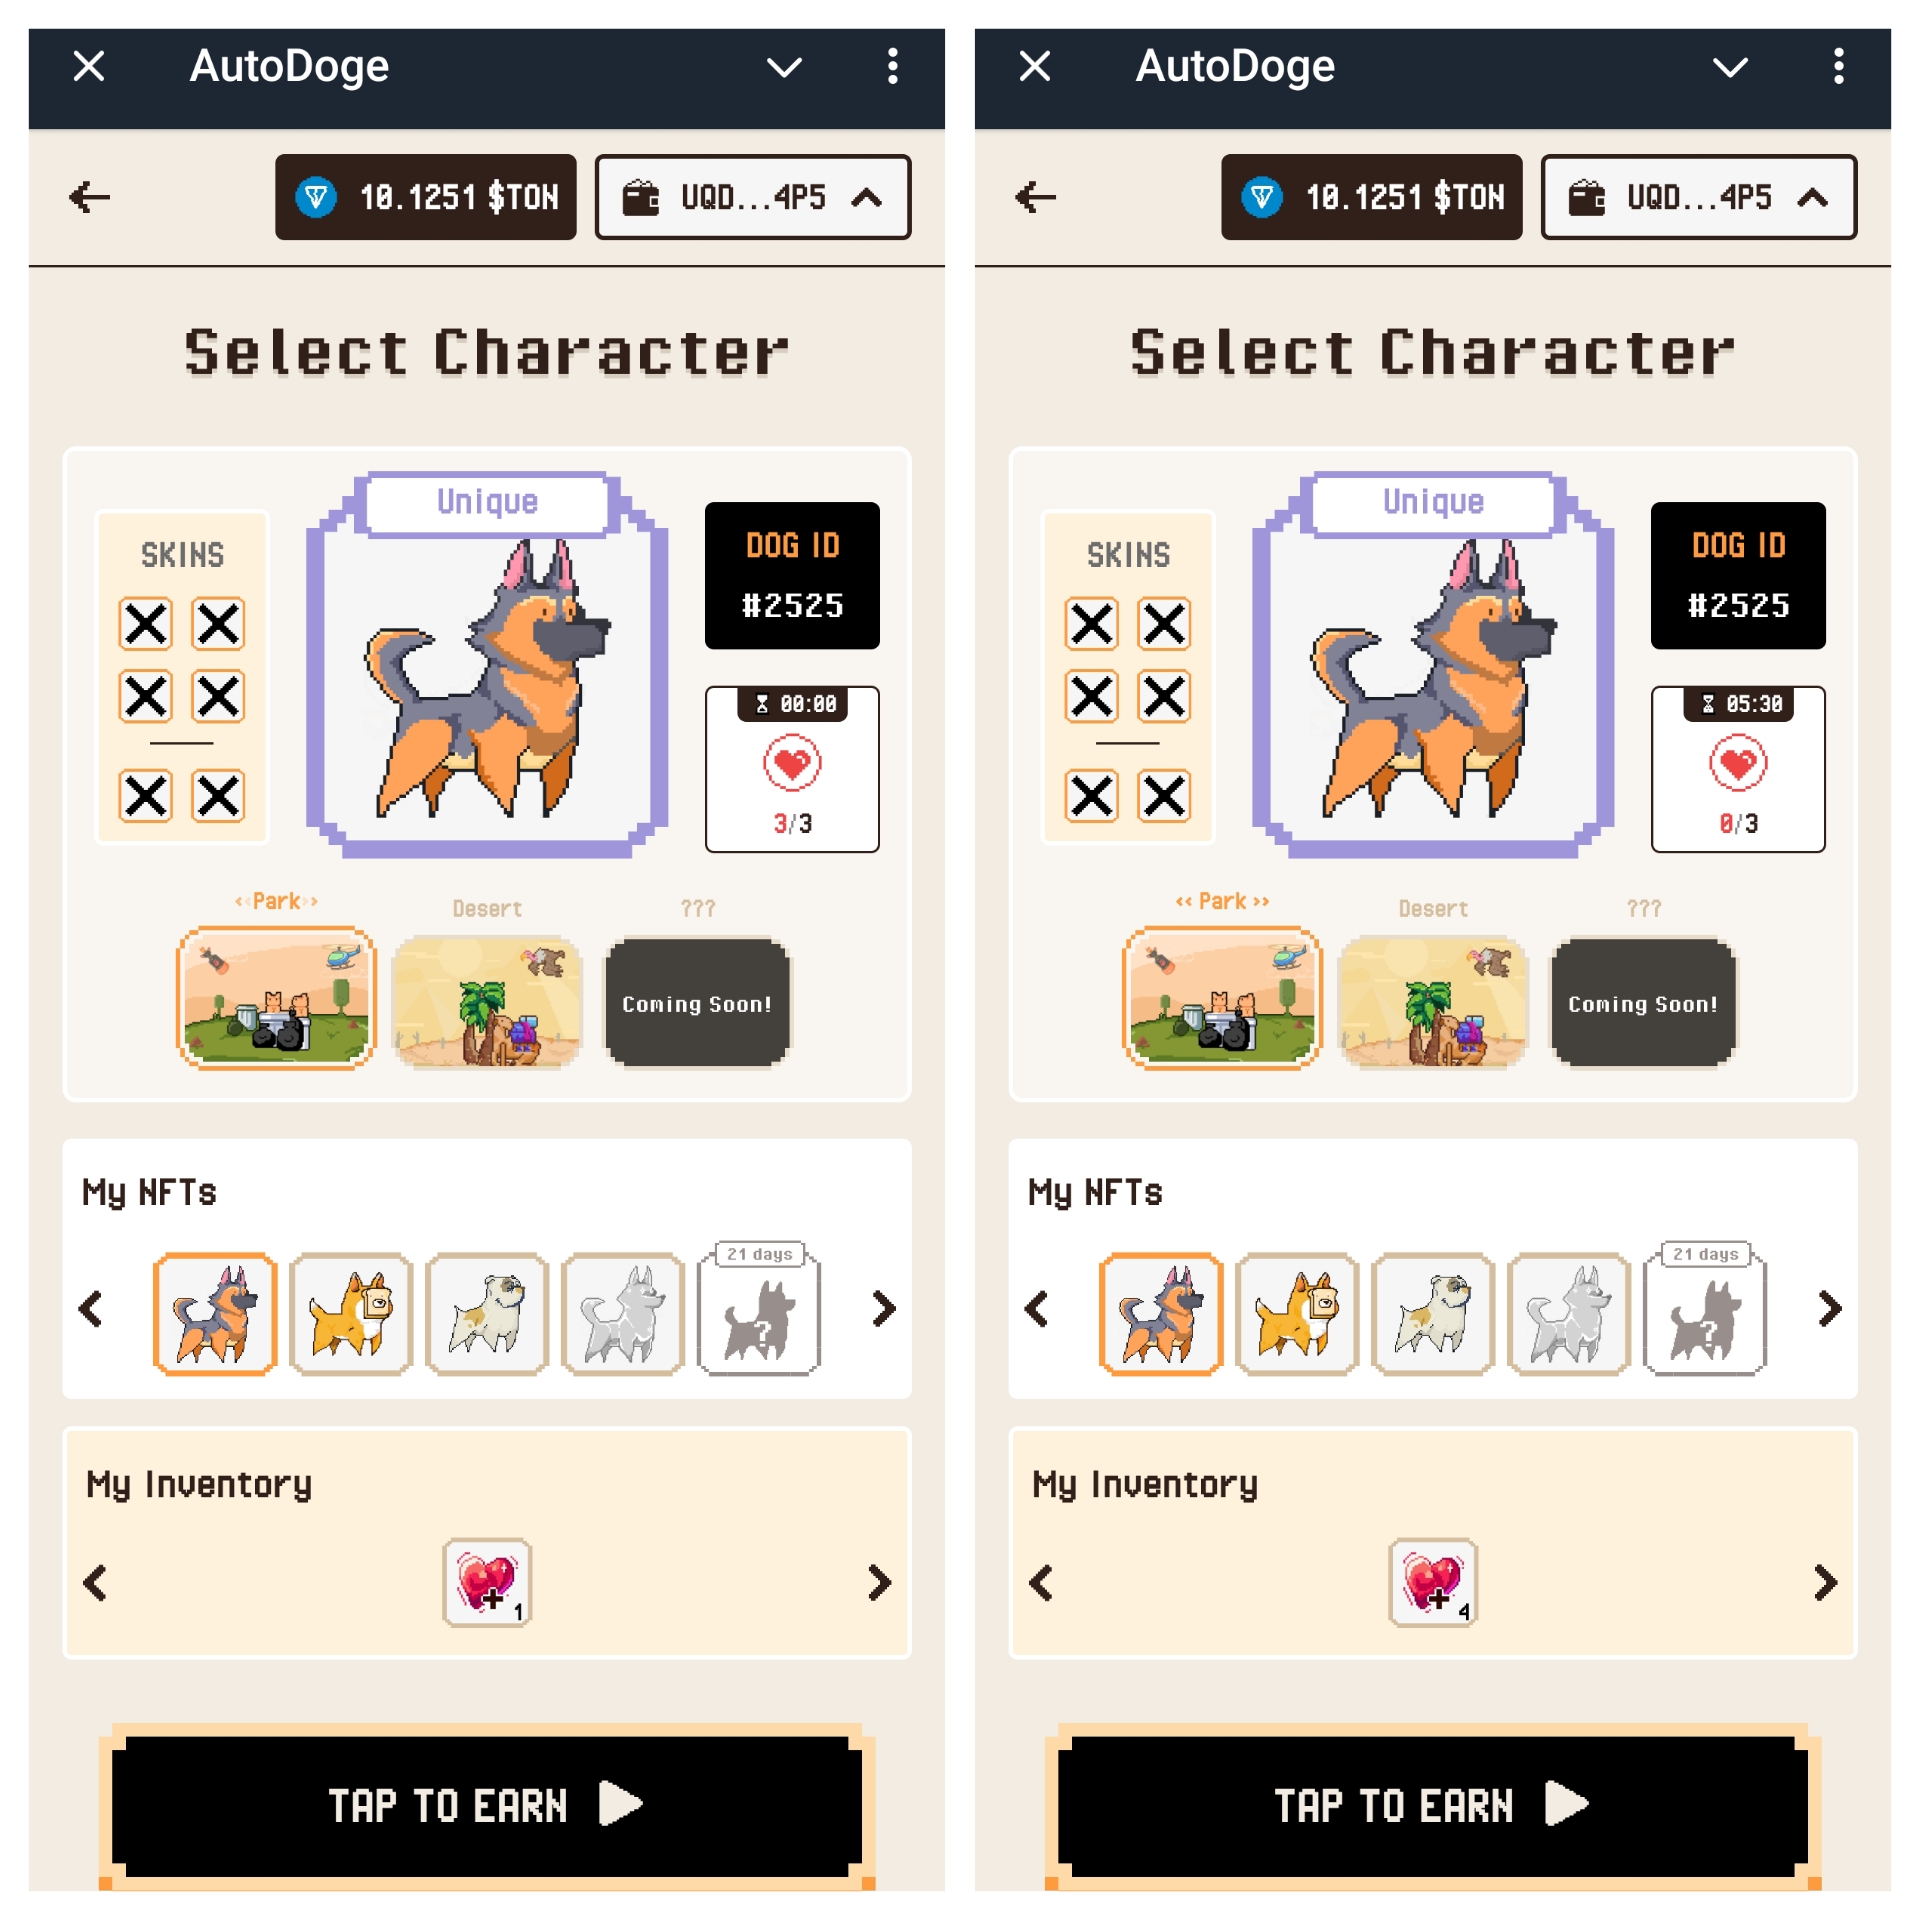 AutoDoge
10.1251 $TON
UQD...4P5
Select Character
Unique
SKINS
DOG ID
#2525
00:00
3/3
<<Park>>
Desert
???
Coming Soon!
My NFTs
21 days
?
My Inventory
1
TAP TO EARN
AutoDoge
10.1251 $TON
UQD...4P5
Select Character
Unique
SKINS
DOG ID
#2525
05:30
0/3
<< Park >>
Desert
???
Coming Soon!
My NFTs
21 days
?
My Inventory
4
TAP TO EARN